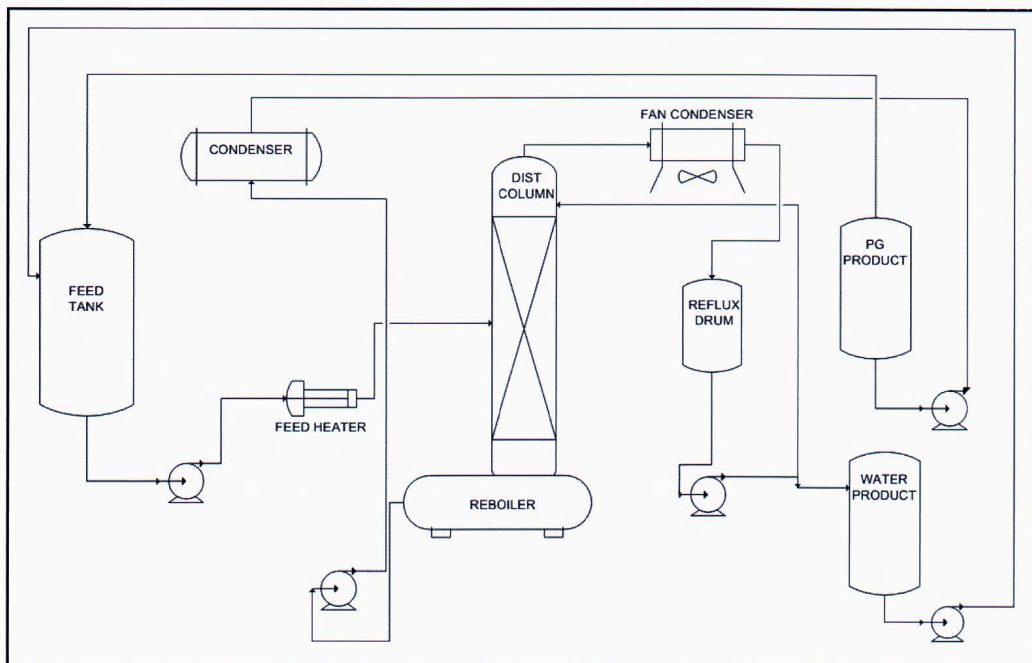 FAN CONDENSER
CONDENSER
DIST
COLUMN
PG
PRODUCT
FEED
TANK
REFLUX
DRUM
FEED HEATER
WATER
PRODUCT
REBOILER